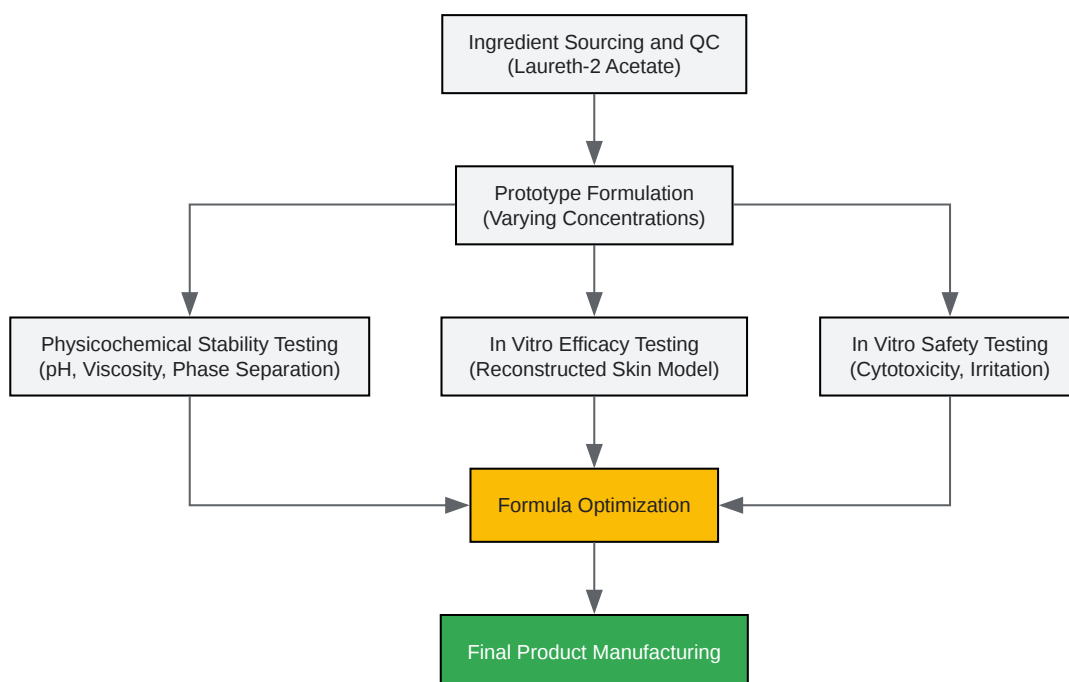 Ingredient Sourcing and QC
(Laureth-2 Acetate)
Prototype Formulation
(Varying Concentrations)
Physicochemical Stability Testing
(pH, Viscosity, Phase Separation)
In Vitro Efficacy Testing
(Reconstructed Skin Model)
In Vitro Safety Testing
(Cytotoxicity, Irritation)
Formula Optimization
Final Product Manufacturing